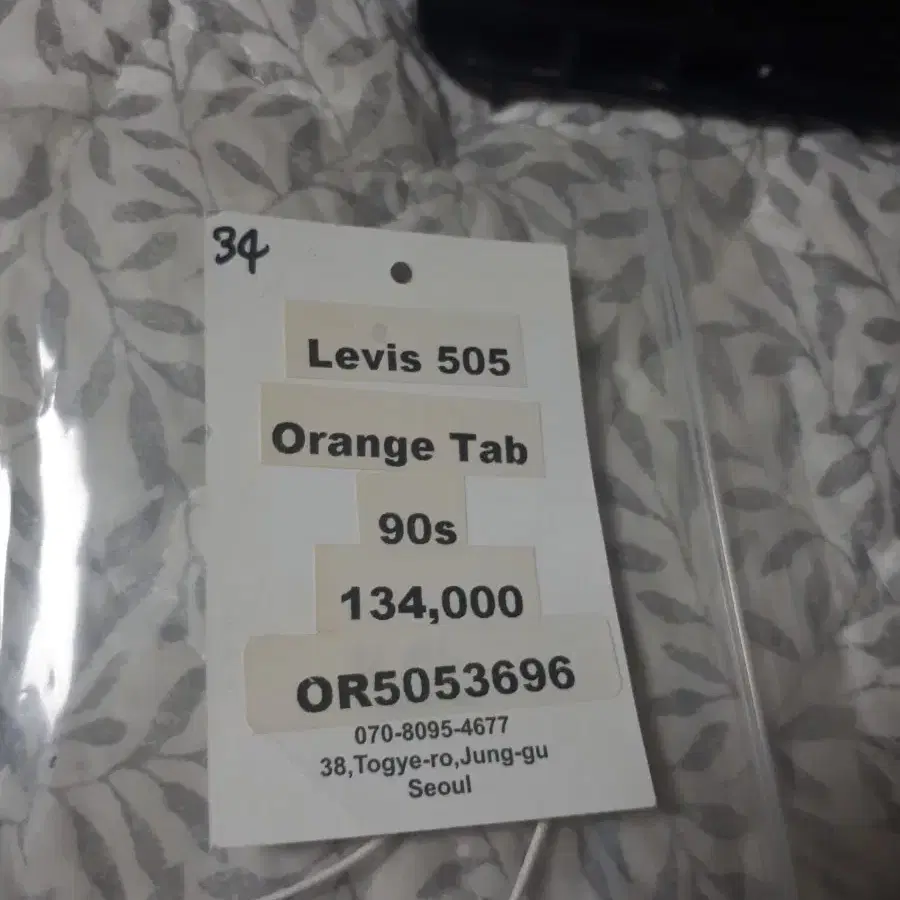 34
Levis 505
Orange Tab
90s
134,000
OR5053696
070-8095-4677
38,Togye-ro,Jung-gu
Seoul